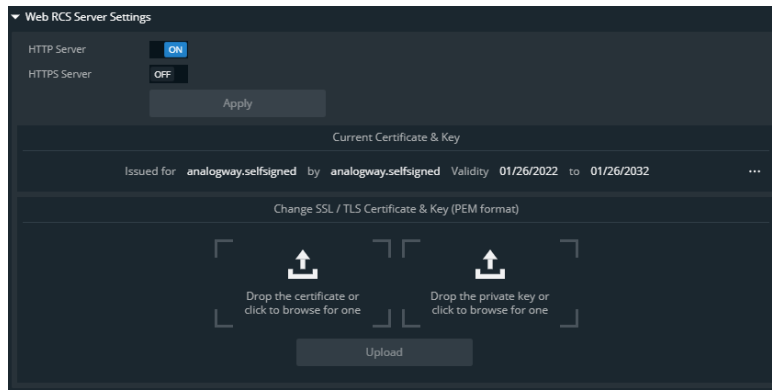 Web RCS Server Settings
HTTP Server ON
HTTPS Server OFF
Apply
Current Certificate & Key
Issued for analogway.selfsigned by analogway.selfsigned Validity 01/26/2022 to 01/26/2032 ...
Change SSL / TLS Certificate & Key (PEM format)
Drop the certificate or
click to browse for one
Drop the private key or
click to browse for one
Upload